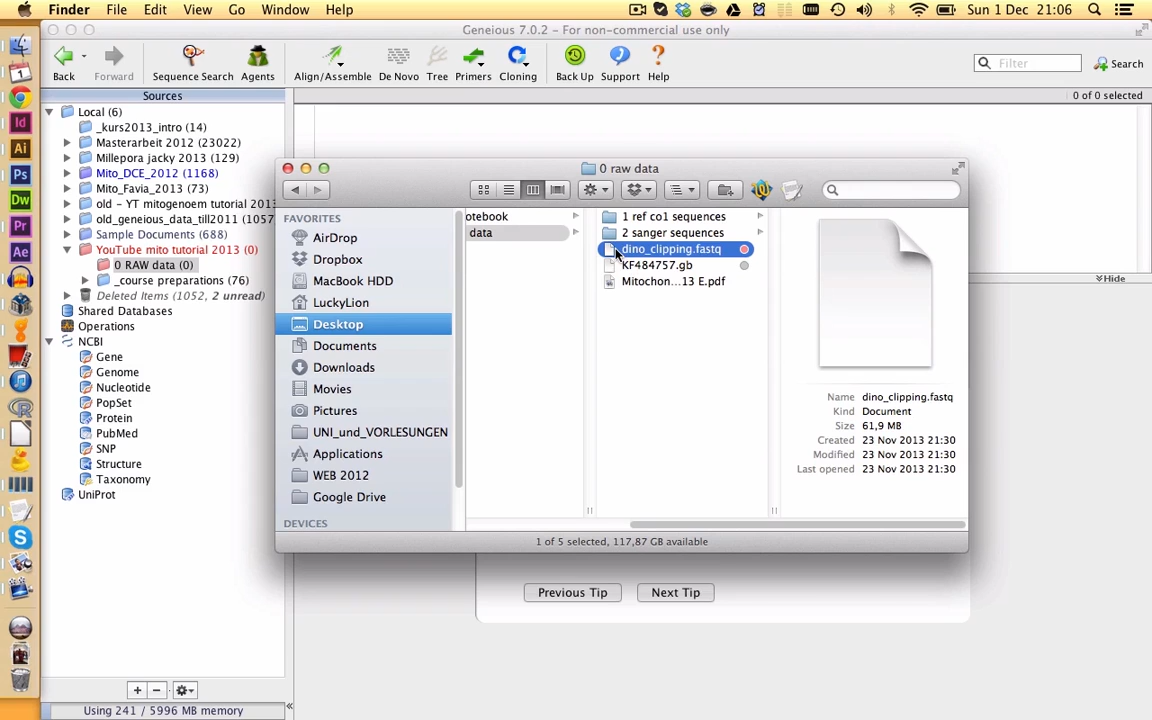 Finder File Edit View Go Window Help Sun 1 Dec 21:06
Geneious 7.0.2 - For non-commercial use only
Back Forward Sequence Search Agents Align/Assemble De Novo Tree Primers Cloning Back Up Support Help Filter Search
Sources
0 of 0 selected
Local (6)
_kurs2013_intro (14)
Masterarbeit 2012 (23022)
Millepora jacky 2013 (129)
Mito_DCE_2012 (1168)
Mito_Favia_2013 (73)
old - YT mitogenoem tutorial 2013
old_geneious_data_till2011 (1057
Sample Documents (688)
YouTube mito tutorial 2013 (0)
0 RAW data (0)
_course preparations (76)
Deleted Items (1052, 2 unread)
Shared Databases
Operations
NCBI
Gene
Genome
Nucleotide
PopSet
Protein
PubMed
SNP
Structure
Taxonomy
UniProt
Using 241 / 5996 MB memory
Hide
0 raw data
FAVORITES
AirDrop
Dropbox
MacBook HDD
LuckyLion
Desktop
Documents
Downloads
Movies
Pictures
UNI_und_VORLESUNGEN
Applications
WEB 2012
Google Drive
DEVICES
otebook
data
1 ref co1 sequences
2 sanger sequences
dino_clipping.fastq
KF484757.gb
Mitochon...13 E.pdf
Name dino_clipping.fastq
Kind Document
Size 61,9 MB
Created 23 Nov 2013 21:30
Modified 23 Nov 2013 21:30
Last opened 23 Nov 2013 21:30
1 of 5 selected, 117,87 GB available
Previous Tip Next Tip
Id
Ai
Ps
Dw
Pr
Ae